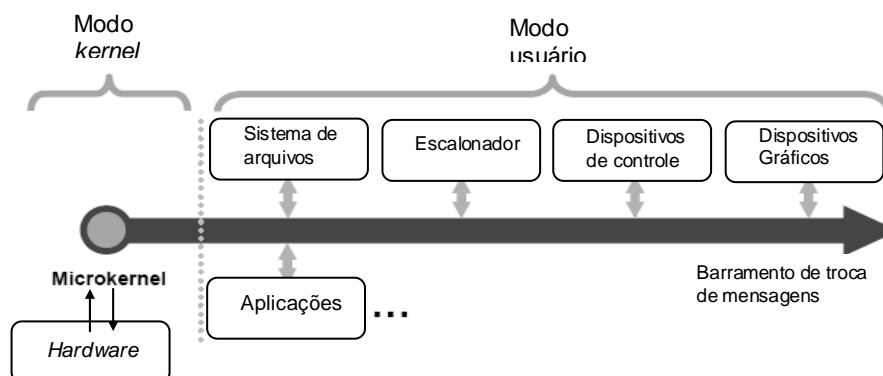 Modo
kernel
Modo
usuário
Sistema de
arquivos
Escalonador
Dispositivos
de controle
Dispositivos
Gráficos
Microkernel
Barramento de troca
de mensagens
Aplicações
...
Hardware